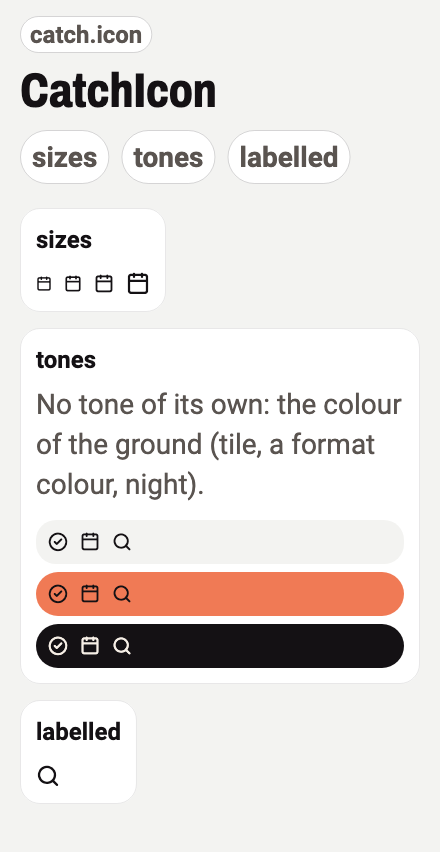 catch.icon
CatchIcon
sizes
tones
labelled
sizes
tones
No tone of its own: the colour
of the ground (tile, a format
colour, night).
labelled